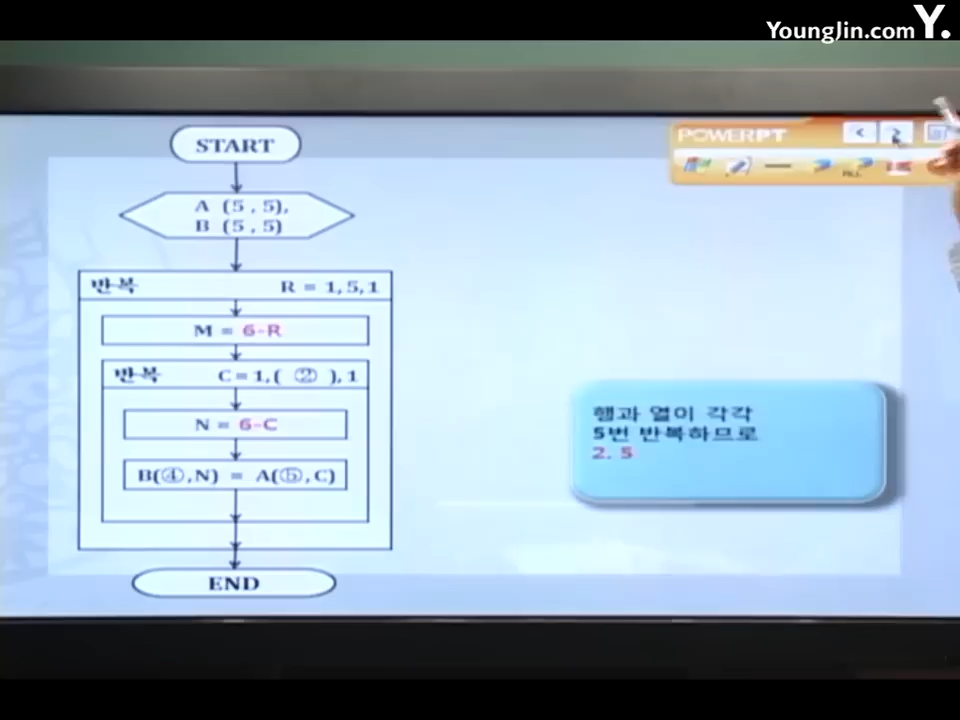 YoungJin.com Y.
POWERPT
START
A (5,5),
B (5,5)
반복 R = 1,5,1
M = 6-R
반복 C=1,( ② ),1
N = 6-C
B(④,N) = A(⑤,C)
END
행과 열이 각각
5번 반복하므로
2. 5